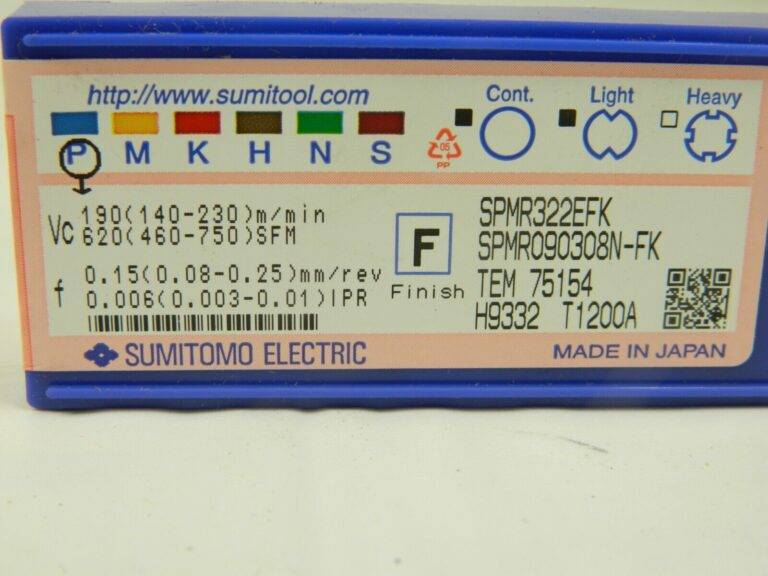 http://www.sumitool.com
Cont. Light Heavy
P M K H N S
05
PP
Vc 190(140-230)m/min
620(460-750)SFM
f 0.15(0.08-0.25)mm/rev
0.006(0.003-0.01)IPR
F
Finish
SPMR322EFK
SPMR090308N-FK
TEM 75154
H9332 T1200A
SUMITOMO ELECTRIC
MADE IN JAPAN